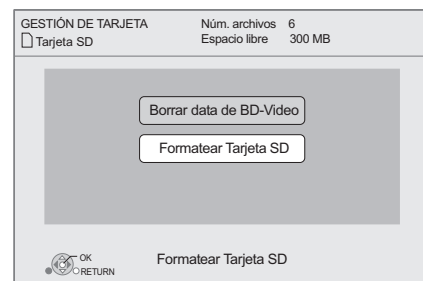 GESTIÓN DE TARJETA Núm. archivos 6
Tarjeta SD Espacio libre 300 MB
Borrar data de BD-Video
Formatear Tarjeta SD
OK
RETURN
Formatear Tarjeta SD